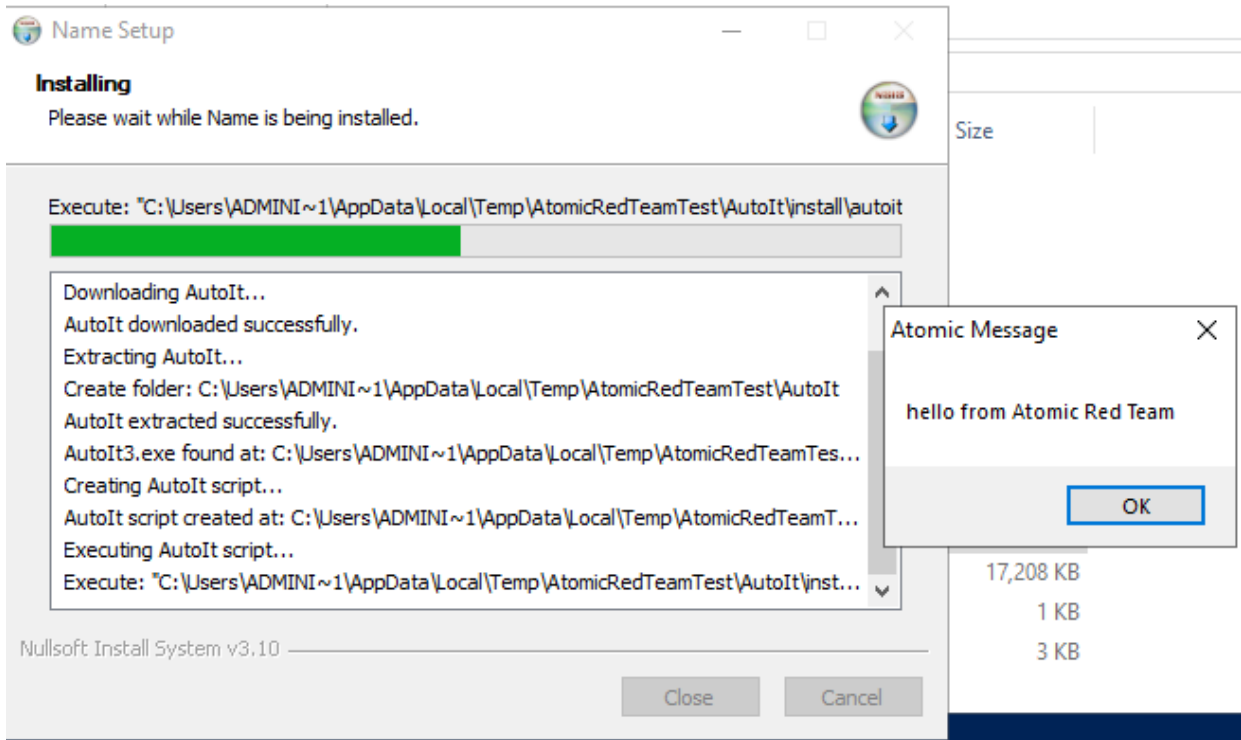 Name Setup
Installing
Please wait while Name is being installed.
Size
Execute: "C:\Users\ADMINI~1\AppData\Local\Temp\AtomicRedTeamTest\AutoIt\install\autoit
Downloading AutoIt...
AutoIt downloaded successfully.
Extracting AutoIt...
Create folder: C:\Users\ADMINI~1\AppData\Local\Temp\AtomicRedTeamTest\AutoIt
AutoIt extracted successfully.
AutoIt3.exe found at: C:\Users\ADMINI~1\AppData\Local\Temp\AtomicRedTeamTes...
Creating AutoIt script...
AutoIt script created at: C:\Users\ADMINI~1\AppData\Local\Temp\AtomicRedTeamT...
Executing AutoIt script...
Execute: "C:\Users\ADMINI~1\AppData\Local\Temp\AtomicRedTeamTest\AutoIt\inst...
Atomic Message
hello from Atomic Red Team
OK
17,208 KB
1 KB
3 KB
Nullsoft Install System v3.10
Close
Cancel